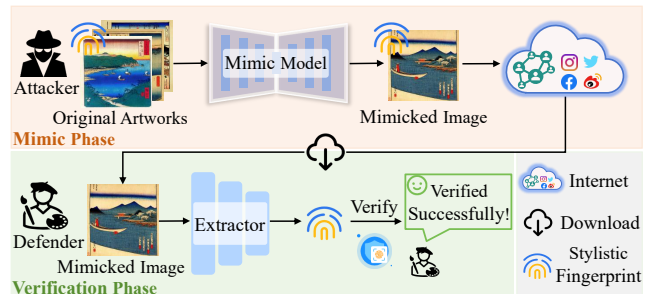 Attacker
Original Artworks
Mimic Model
Mimicked Image
Mimic Phase
Defender
Mimicked Image
Extractor
Verify
Verified
Successfully!
Verification Phase
Internet
Download
Stylistic
Fingerprint